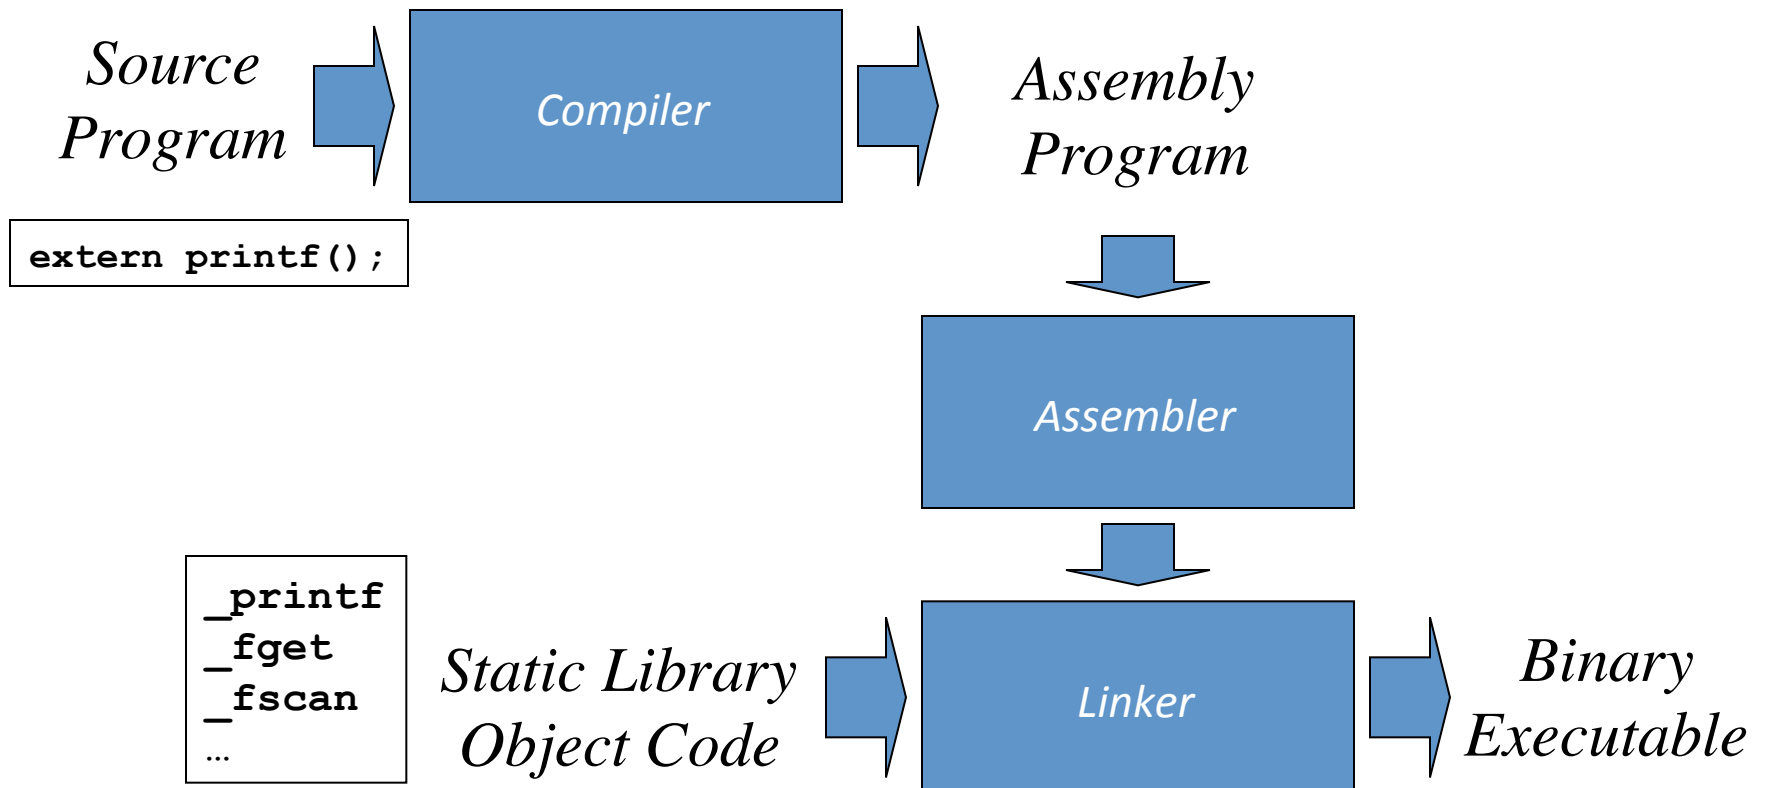 Source
Program
Compiler
Assembly
Program
extern printf();
Assembler
_printf
_fget
_fscan
…
Static Library
Object Code
Linker
Binary
Executable